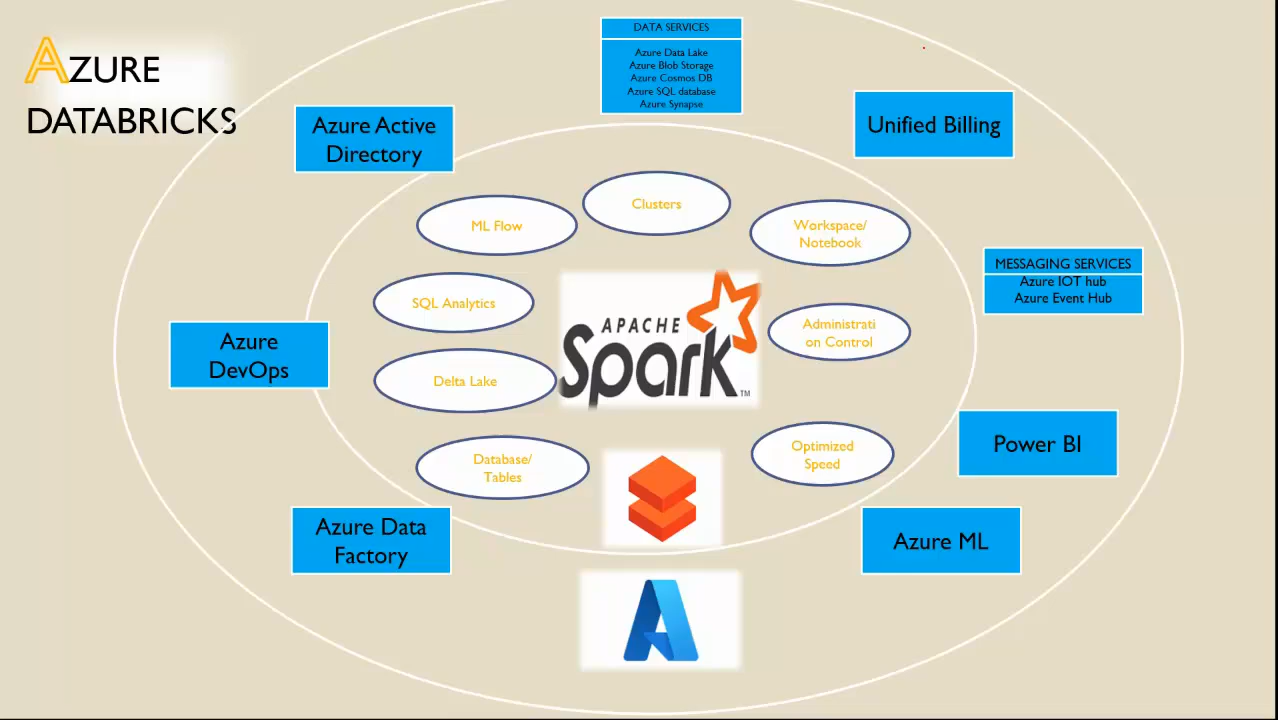 AZURE
DATABRICKS
DATA SERVICES
Azure Data Lake
Azure Blob Storage
Azure Cosmos DB
Azure SQL database
Azure Synapse
Azure Active
Directory
Unified Billing
Clusters
ML Flow
Workspace/
Notebook
MESSAGING SERVICES
Azure IOT hub
Azure Event Hub
SQL Analytics
APACHE
Spark
TM
Administrati
on Control
Azure
DevOps
Delta Lake
Power BI
Database/
Tables
Optimized
Speed
Azure Data
Factory
Azure ML